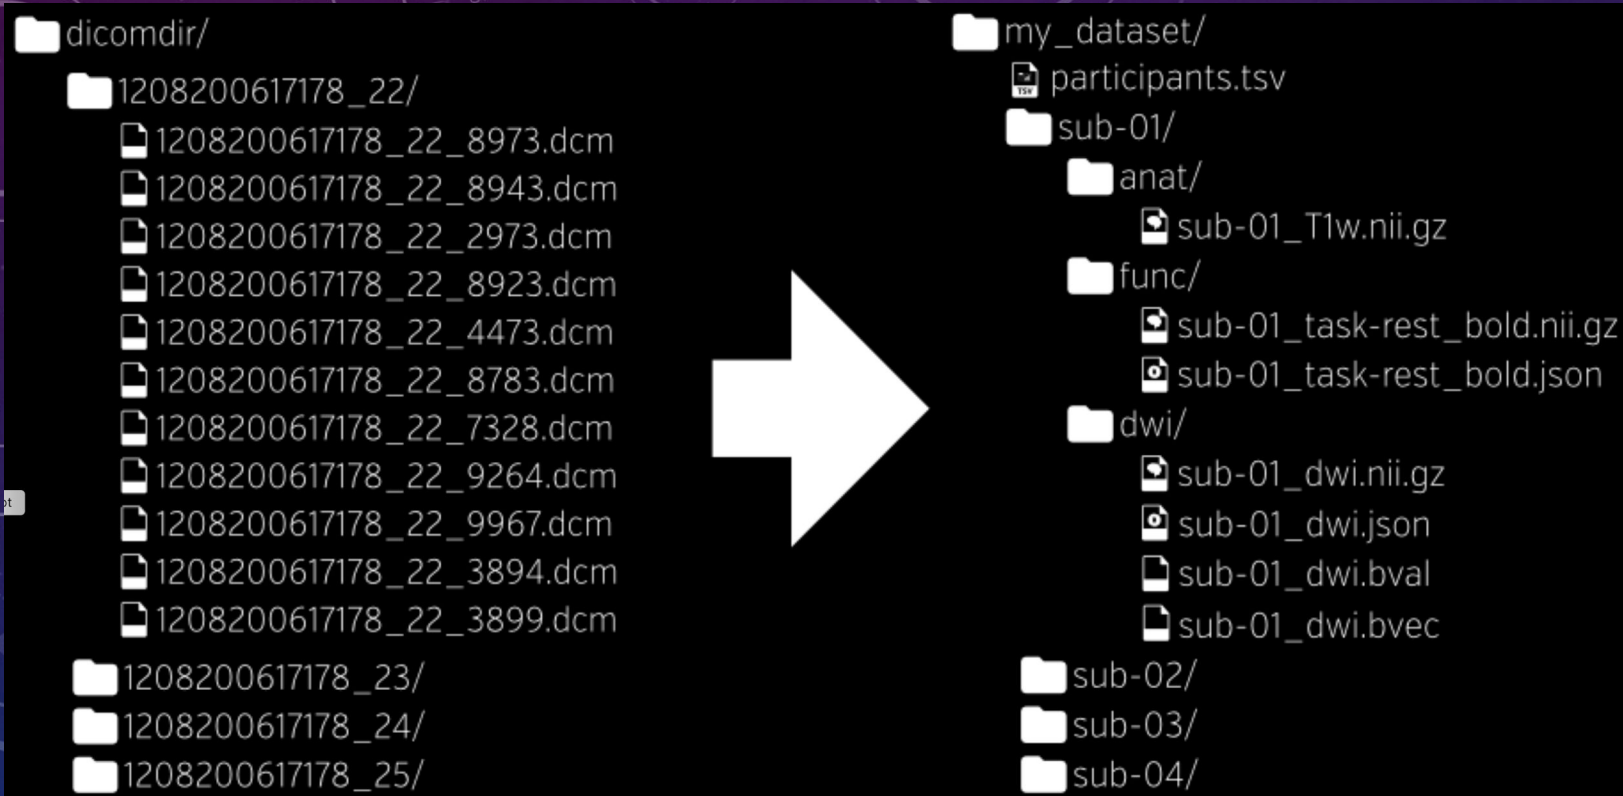 dicomdir/
1208200617178_22/
1208200617178_22_8973.dcm
1208200617178_22_8943.dcm
1208200617178_22_2973.dcm
1208200617178_22_8923.dcm
1208200617178_22_4473.dcm
1208200617178_22_8783.dcm
1208200617178_22_7328.dcm
1208200617178_22_9264.dcm
1208200617178_22_9967.dcm
1208200617178_22_3894.dcm
1208200617178_22_3899.dcm
1208200617178_23/
1208200617178_24/
1208200617178_25/
my_dataset/
TSV
participants.tsv
sub-01/
anat/
sub-01_T1w.nii.gz
func/
sub-01_task-rest_bold.nii.gz
sub-01_task-rest_bold.json
dwi/
sub-01_dwi.nii.gz
sub-01_dwi.json
sub-01_dwi.bval
sub-01_dwi.bvec
sub-02/
sub-03/
sub-04/